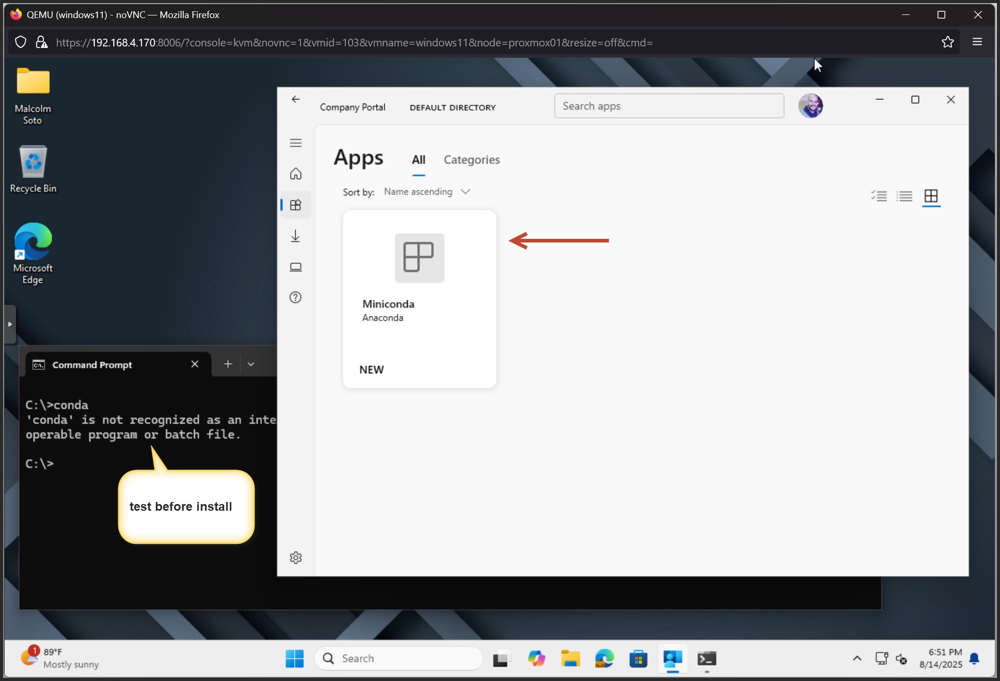 QEMU (windows11) - noVNC — Mozilla Firefox
https://192.168.4.170:8006/?console=kvm&novnc=1&vmid=103&vmname=windows11&node=proxmox01&resize=off&cmd=
Malcolm
Soto
Recycle Bin
Microsoft
Edge
Company Portal
DEFAULT DIRECTORY
Search apps
Apps
All
Categories
Sort by:
Name ascending
Miniconda
Anaconda
NEW
Command Prompt
C:\>conda
'conda' is not recognized as an inte
operable program or batch file.
C:\>
test before install
1
89°F
Mostly sunny
Search
6:51 PM
8/14/2025